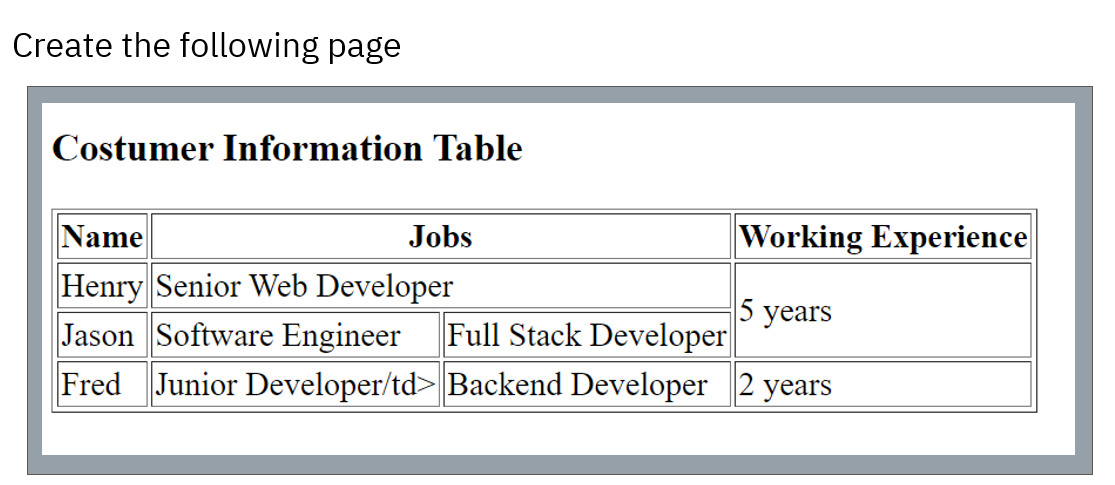 Create the following page
Costumer Information Table
Name Jobs Working Experience
Henry Senior Web Developer
5 years
Jason Software Engineer Full Stack Developer
Fred Junior Developer/td> Backend Developer 2 years